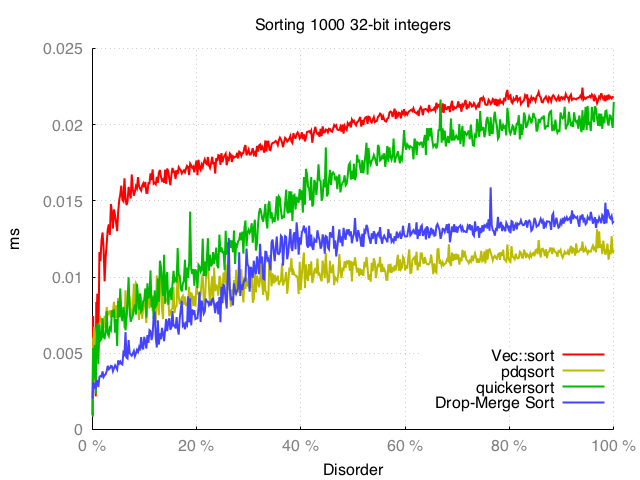 Sorting 1000 32-bit integers
0.025
0.02
0.015
0.01
0.005
0
ms
Vec::sort
pdqsort
quickersort
Drop-Merge Sort
0 %
20 %
40 %
60 %
80 %
100 %
Disorder